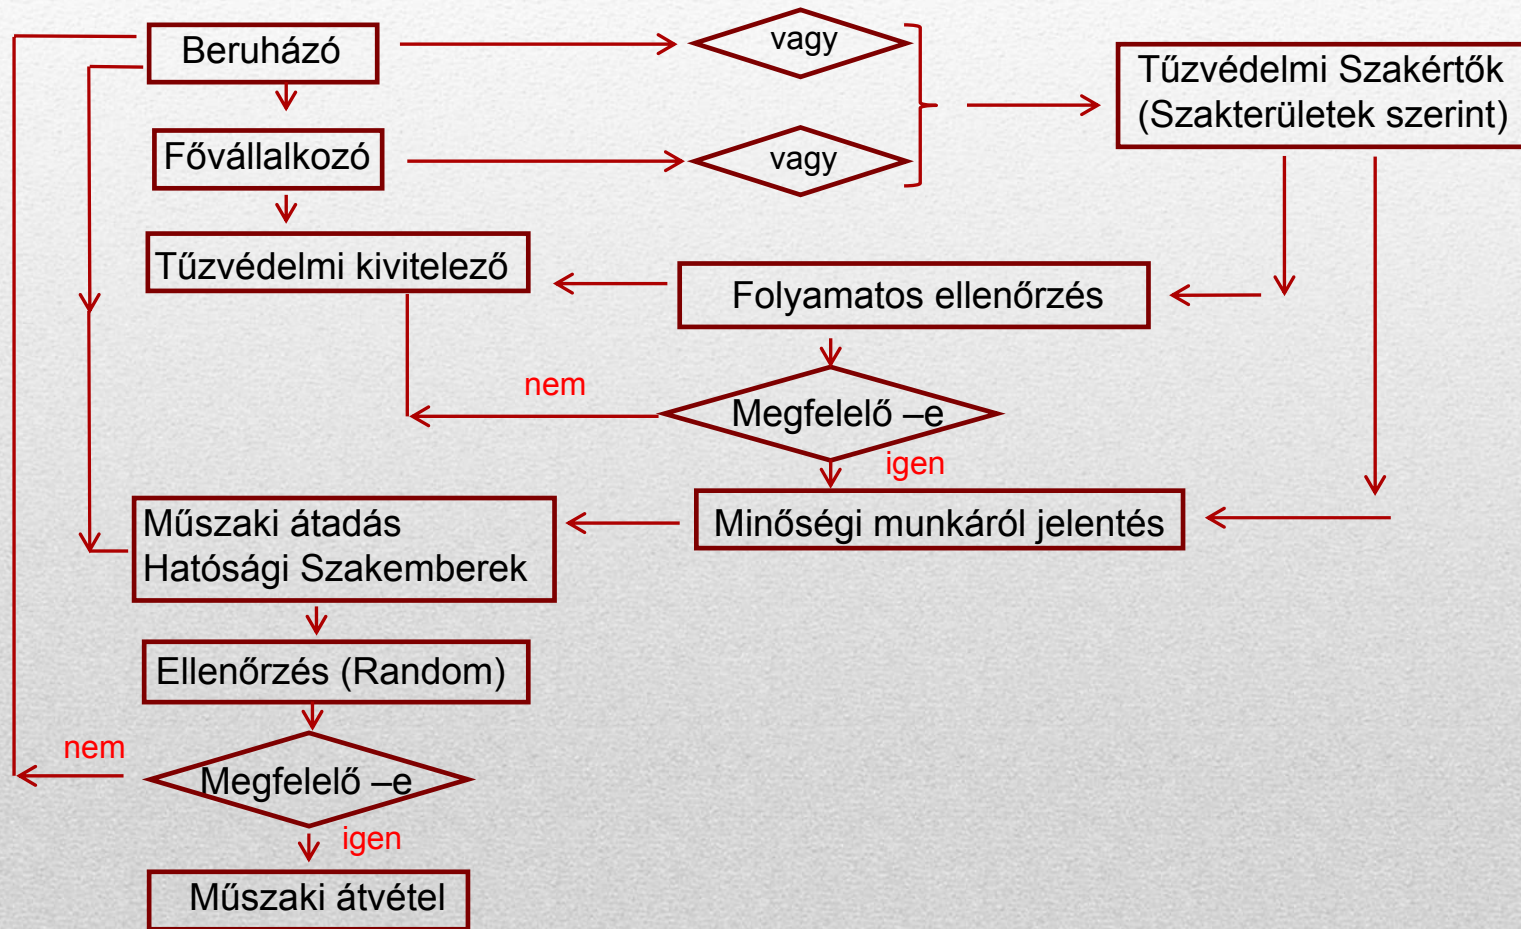 Beruházó
vagy
Tűzvédelmi Szakértők
(Szakterületek szerint)
Fővállalkozó
vagy
Tűzvédelmi kivitelező
Folyamatos ellenőrzés
nem
Megfelelő –e
igen
Műszaki átadás
Hatósági Szakemberek
Minőségi munkáról jelentés
Ellenőrzés (Random)
nem
Megfelelő –e
igen
Műszaki átvétel